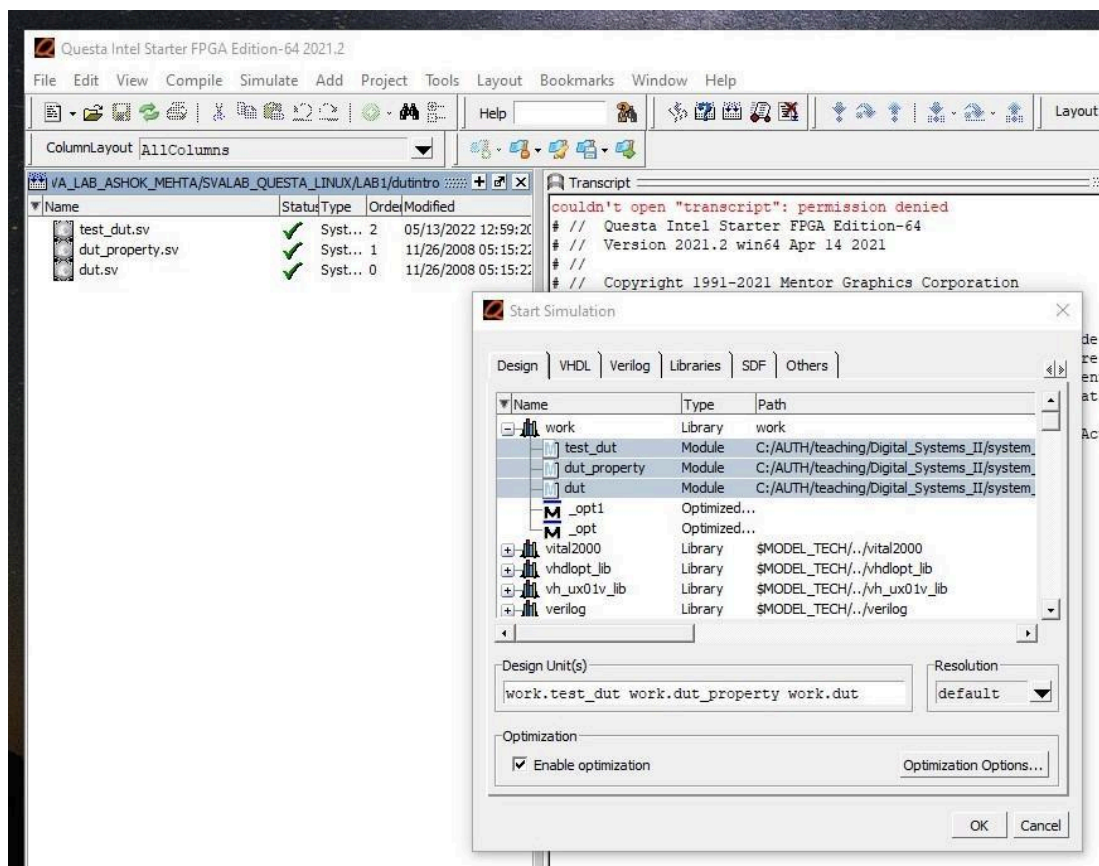 Questa Intel Starter FPGA Edition-64 2021.2
File Edit View Compile Simulate Add Project Tools Layout Bookmarks Window Help
Help
Layout
ColumnLayout AllColumns
VA_LAB_ASHOK_MEHTA/SVALAB_QUESTA_LINUX/LAB1/dutintro
Name Status Type Order Modified
test_dut.sv Syst... 2 05/13/2022 12:59:20
dut_property.sv Syst... 1 11/26/2008 05:15:22
dut.sv Syst... 0 11/26/2008 05:15:22
Transcript
couldn't open "transcript": permission denied
# // Questa Intel Starter FPGA Edition-64
# // Version 2021.2 win64 Apr 14 2021
# //
# // Copyright 1991-2021 Mentor Graphics Corporation
Start Simulation
Design VHDL Verilog Libraries SDF Others
Name Type Path
work Library work
test_dut Module C:/AUTH/teaching/Digital_Systems_II/system_
dut_property Module C:/AUTH/teaching/Digital_Systems_II/system_
dut Module C:/AUTH/teaching/Digital_Systems_II/system_
_opt1 Optimized...
_opt Optimized...
vital2000 Library $MODEL_TECH/../vital2000
vhdlopt_lib Library $MODEL_TECH/../vhdlopt_lib
vh_ux01v_lib Library $MODEL_TECH/../vh_ux01v_lib
verilog Library $MODEL_TECH/../verilog
Design Unit(s)
work.test_dut work.dut_property work.dut
Resolution
default
Optimization
Enable optimization
Optimization Options...
OK Cancel